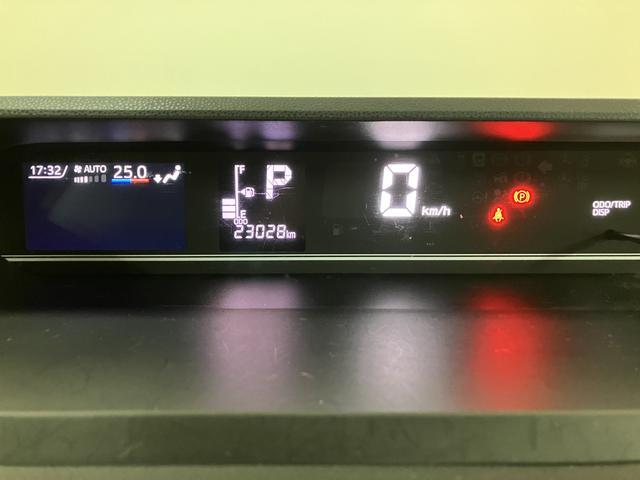 17:32/ AUTO 25.0
F
P
E
ODO
23028km
0 km/h
(P)
ODO/TRIP
DISP